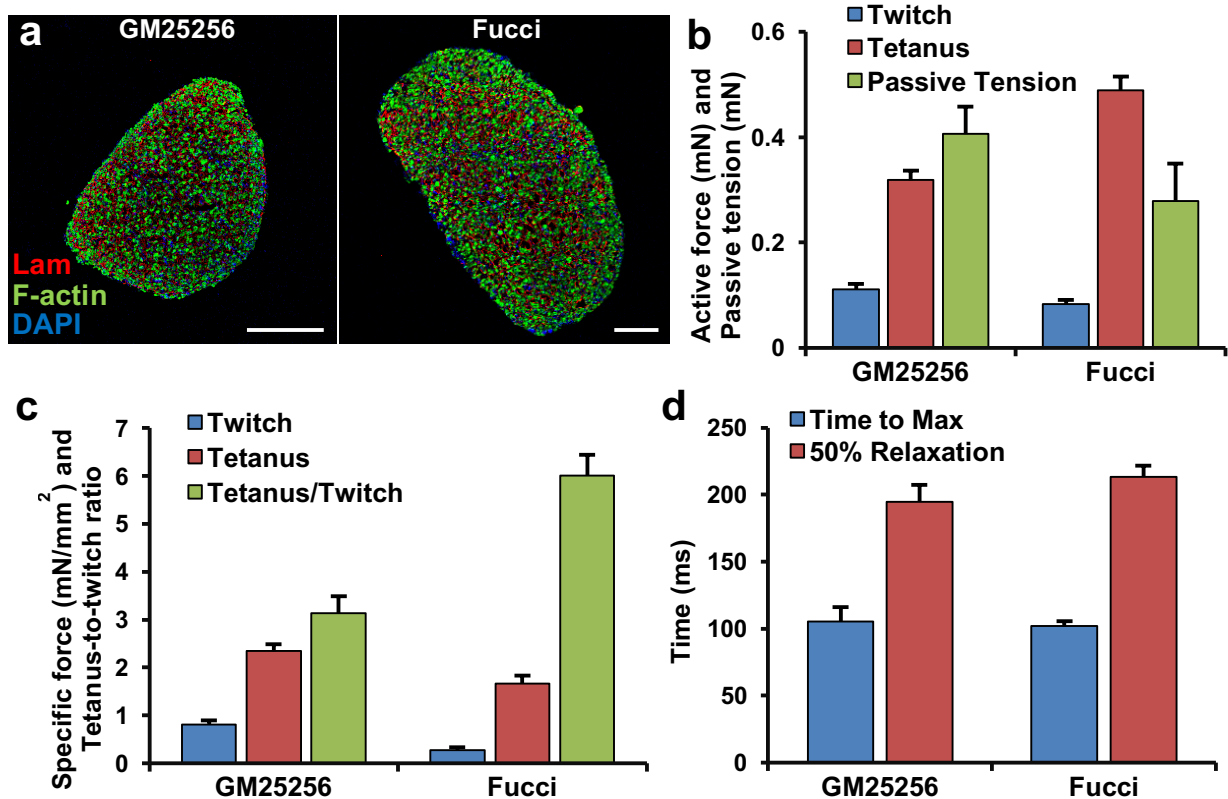 a
GM25256
Fucci
Lam
F-actin
DAPI
b
Twitch
Tetanus
Passive Tension
Active force (mN) and
Passive tension (mN)
0.6
0.4
0.2
0
GM25256
Fucci
c
Twitch
Tetanus
Tetanus/Twitch
Specific force (mN/mm²) and
Tetanus-to-twitch ratio
7
6
5
4
3
2
1
0
GM25256
Fucci
d
Time to Max
50% Relaxation
Time (ms)
250
200
150
100
50
0
GM25256
Fucci